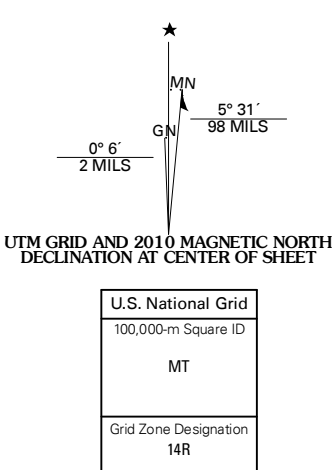 ★
MN
5° 31´
98 MILS
GN
0° 6´
2 MILS
UTM GRID AND 2010 MAGNETIC NORTH
DECLINATION AT CENTER OF SHEET
U.S. National Grid
100,000-m Square ID
MT
Grid Zone Designation
14R